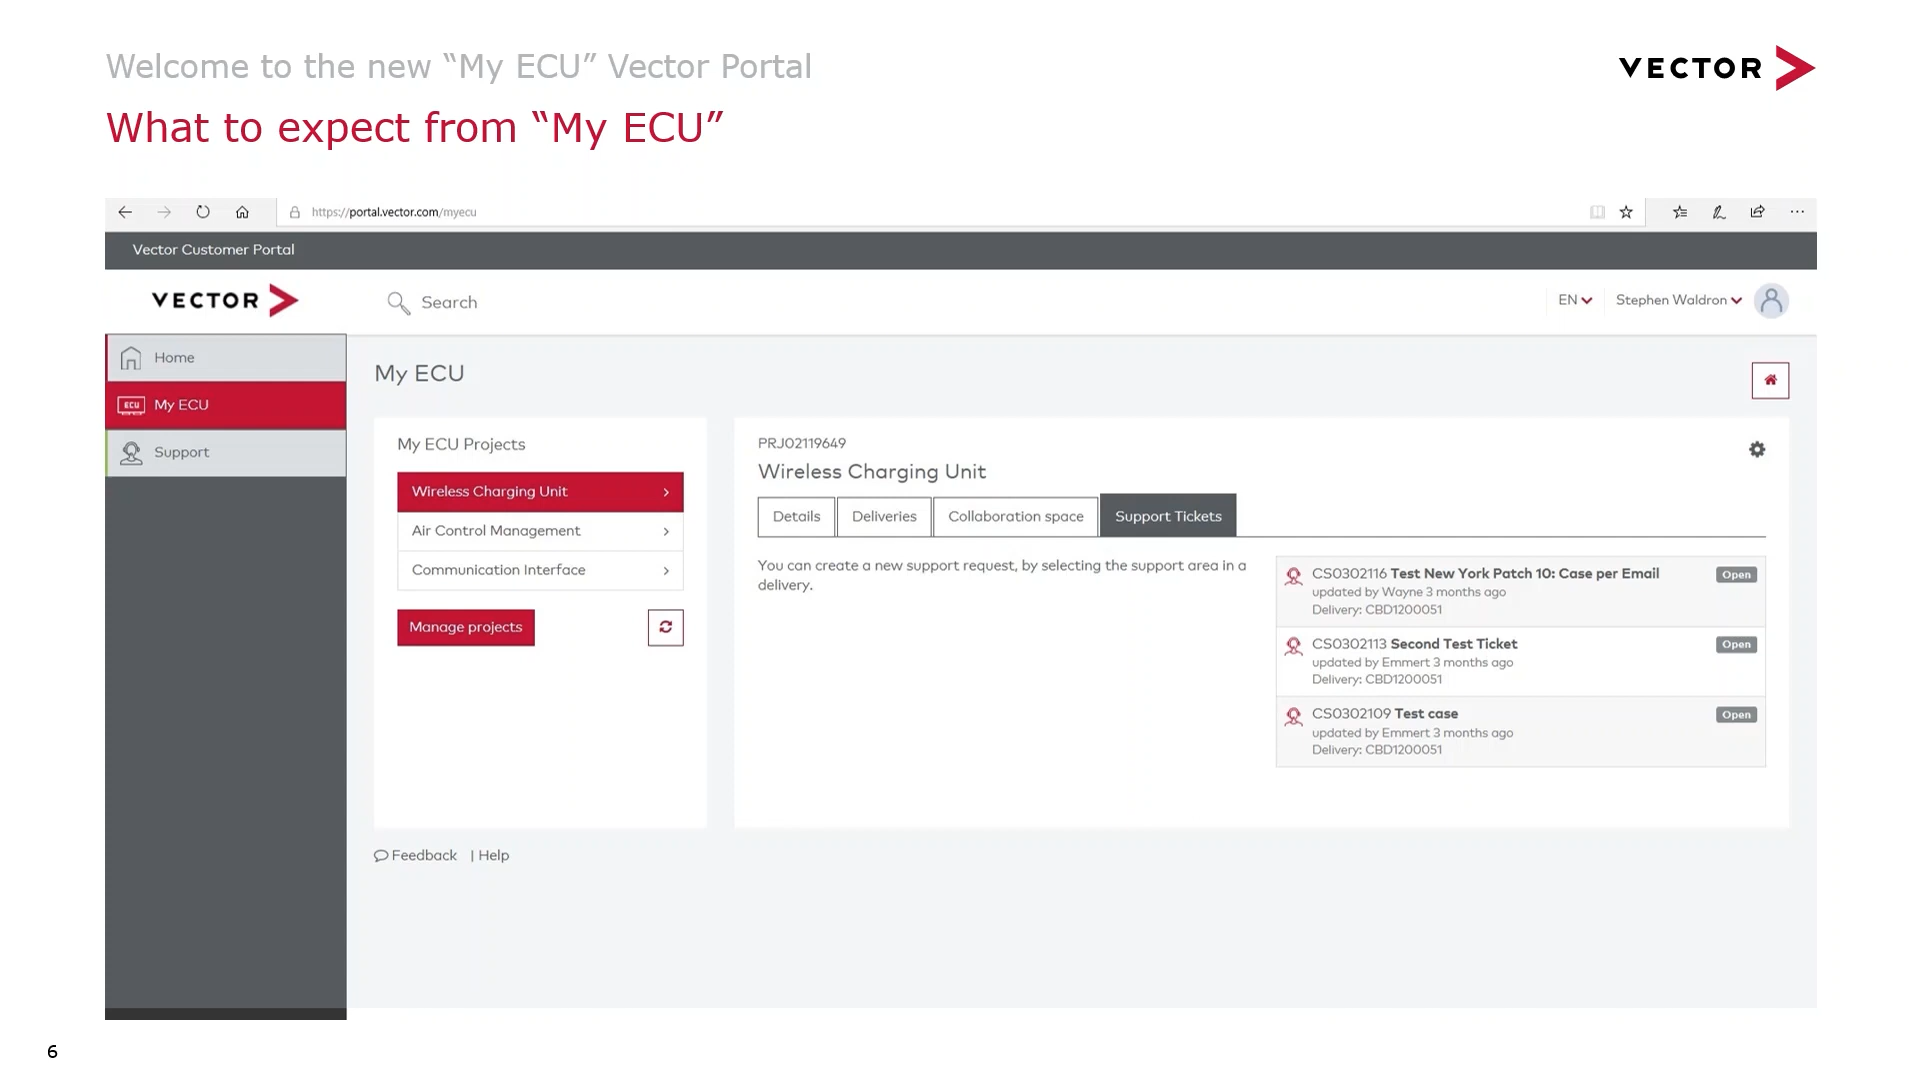 Welcome to the new “My ECU” Vector Portal
VECTOR
What to expect from “My ECU”
https://portal.vector.com/myecu
Vector Customer Portal
VECTOR
Search
EN
Stephen Waldron
Home
ECU
My ECU
Support
My ECU
My ECU Projects
Wireless Charging Unit
Air Control Management
Communication Interface
Manage projects
PRJ02119649
Wireless Charging Unit
Details
Deliveries
Collaboration space
Support Tickets
You can create a new support request, by selecting the support area in a
delivery.
CS0302116 Test New York Patch 10: Case per Email
Open
updated by Wayne 3 months ago
Delivery: CBD1200051
CS0302113 Second Test Ticket
Open
updated by Emmert 3 months ago
Delivery: CBD1200051
CS0302109 Test case
Open
updated by Emmert 3 months ago
Delivery: CBD1200051
Feedback | Help
6